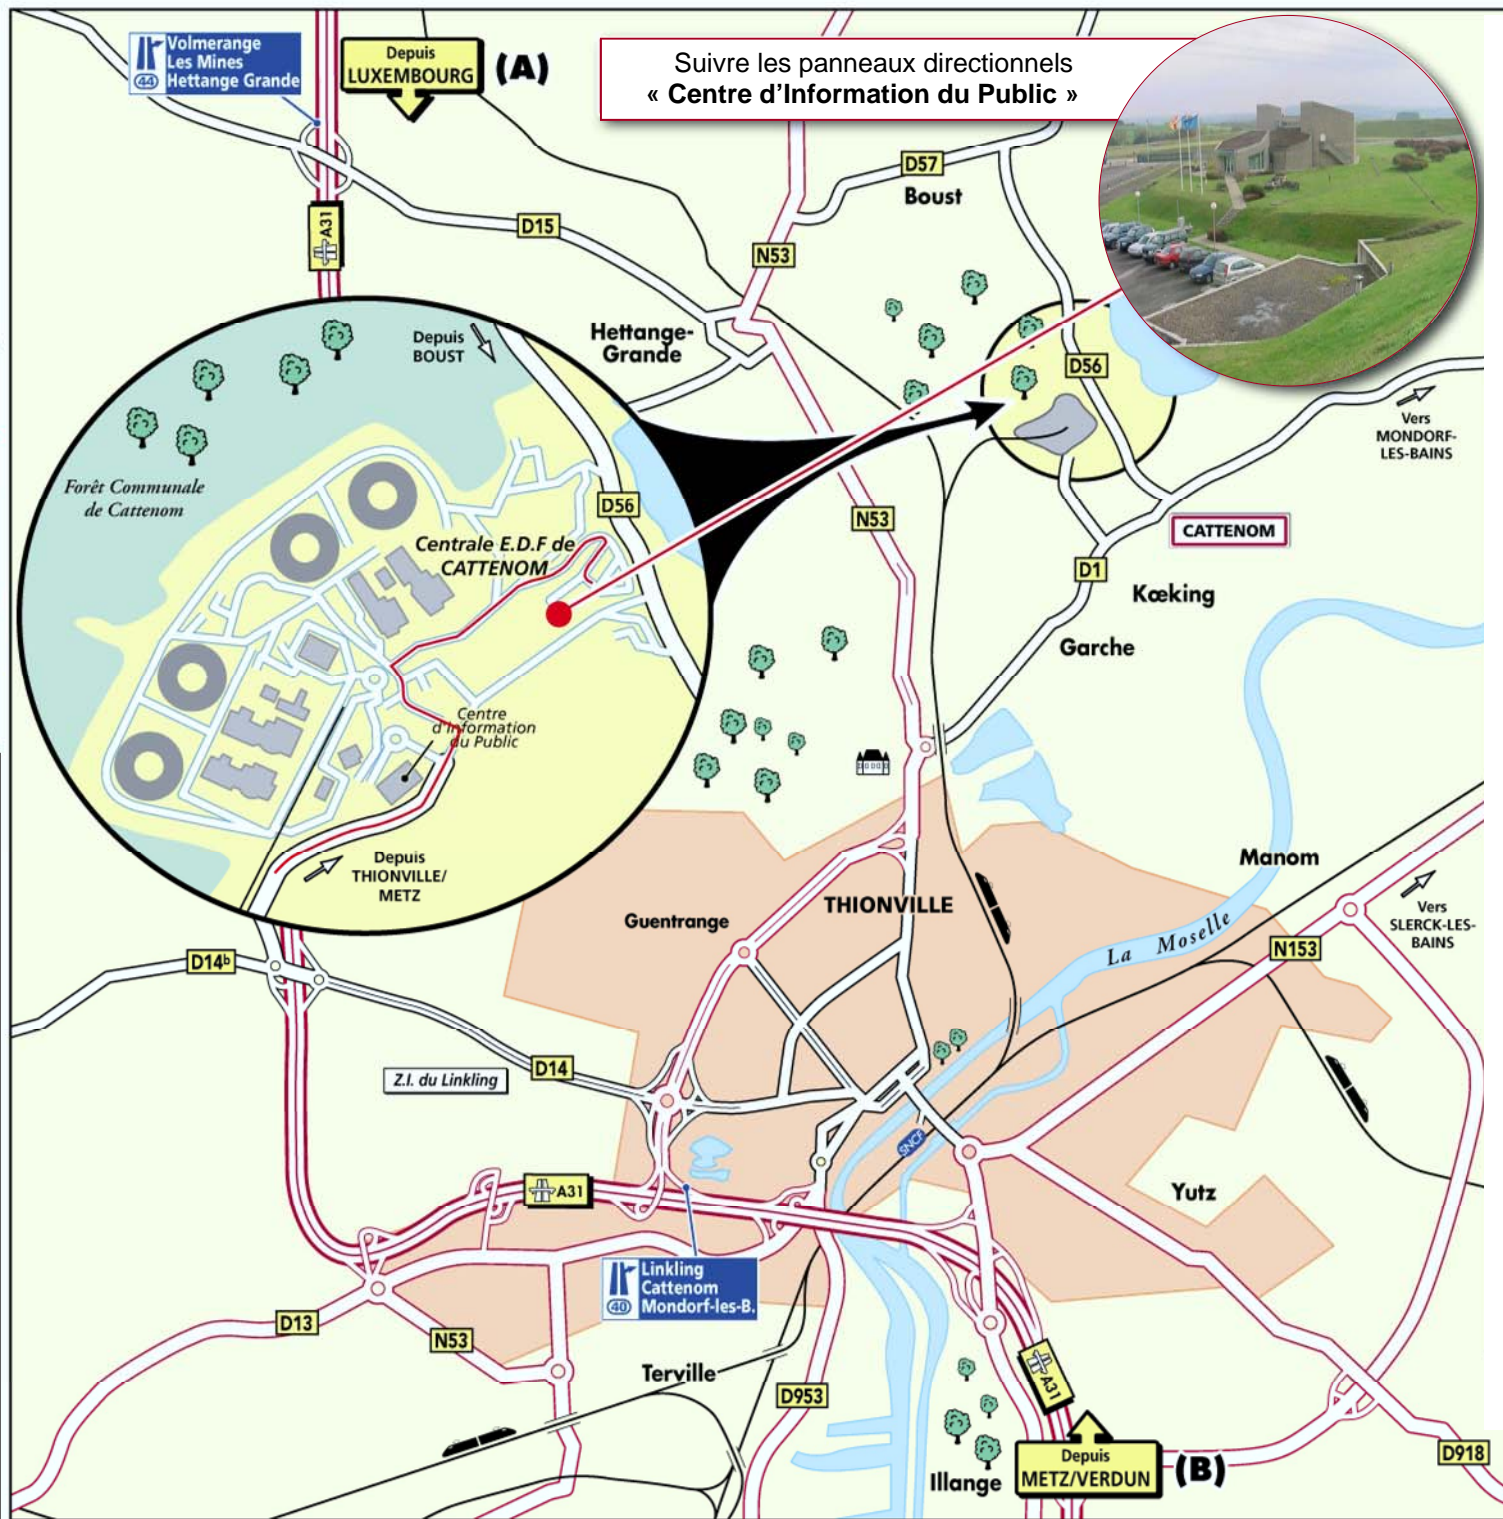 Volmerange
Les Mines
Hettange Grande
44
Depuis
LUXEMBOURG
(A)
Suivre les panneaux directionnels
« Centre d'Information du Public »
D57
Boust
A31
D15
N53
Hettange-
Grande
Depuis
BOUST
D56
Vers
MONDORF-
LES-BAINS
Forêt Communale
de Cattenom
D56
N53
Centrale E.D.F de
CATTENOM
CATTENOM
D1
Kœking
Garche
Centre
d'Information
du Public
Depuis
THIONVILLE/
METZ
Manom
THIONVILLE
Guentrange
Vers
SLERCK-LES-
BAINS
La Moselle
N153
D14b
D14
Z.I. du Linkling
SNCF
A31
Yutz
Linkling
Cattenom
Mondorf-les-B.
40
D13
N53
Terville
D953
A31
Illange
Depuis
METZ/VERDUN
(B)
D918